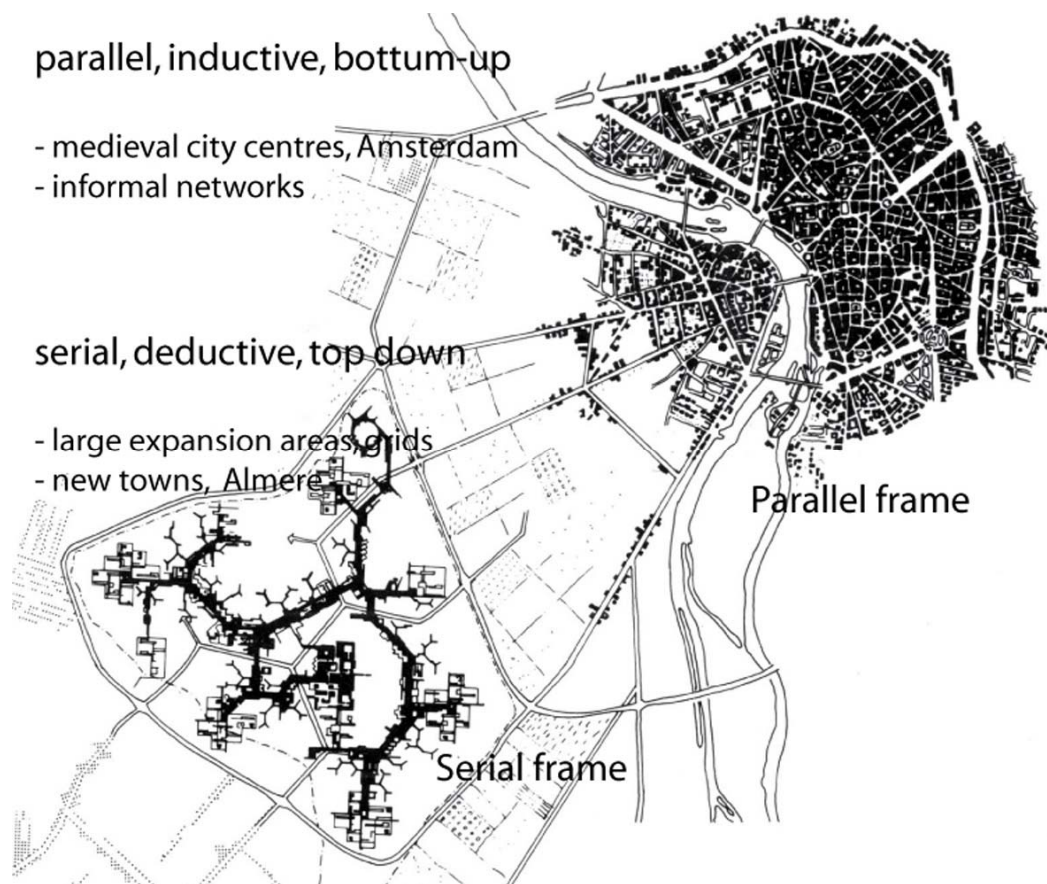 parallel, inductive, bottum-up
- medieval city centres, Amsterdam
- informal networks
serial, deductive, top down
- large expansion areas, grids
- new towns, Almere
Parallel frame
Serial frame